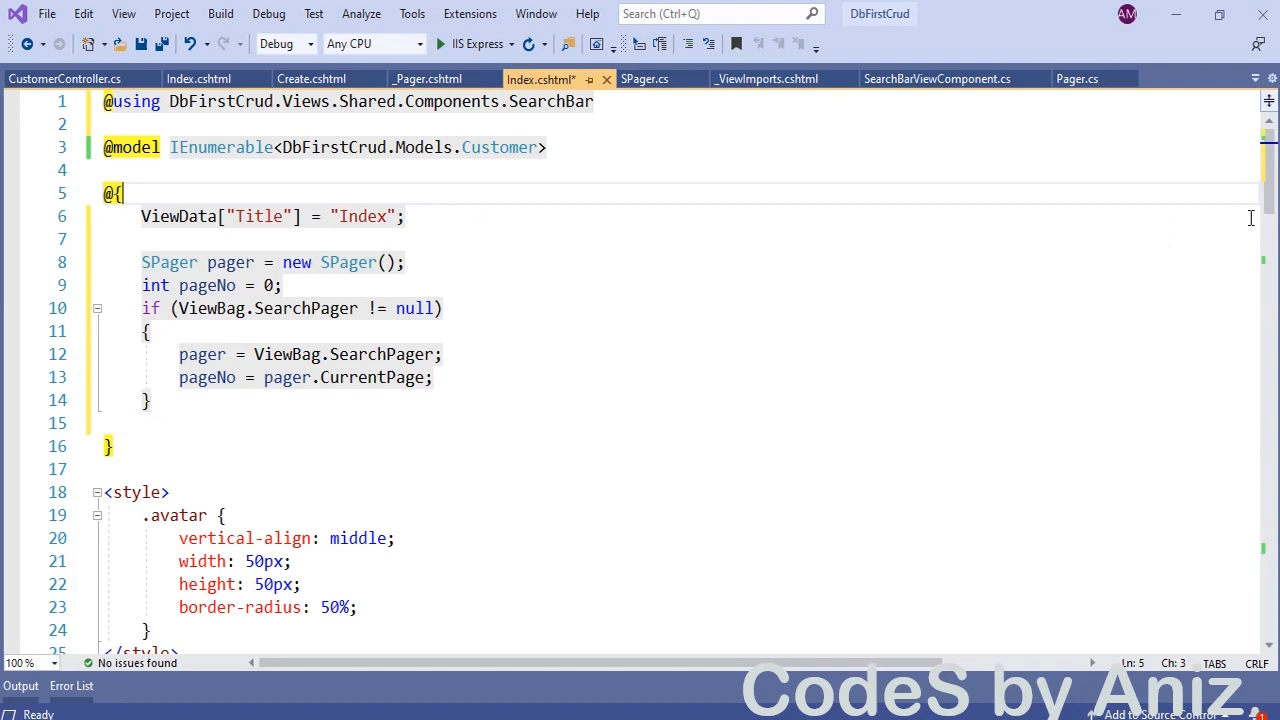 File Edit View Project Build Debug Test Analyze Tools Extensions Window Help Search (Ctrl+Q) DbFirstCrud AM
Debug Any CPU IIS Express
CustomerController.cs Index.cshtml Create.cshtml _Pager.cshtml Index.cshtml* SPager.cs _ViewImports.cshtml SearchBarViewComponent.cs Pager.cs
1 @using DbFirstCrud.Views.Shared.Components.SearchBar
2
3 @model IEnumerable<DbFirstCrud.Models.Customer>
4
5 @{
6 ViewData["Title"] = "Index";
7
8 SPager pager = new SPager();
9 int pageNo = 0;
10 if (ViewBag.SearchPager != null)
11 {
12 pager = ViewBag.SearchPager;
13 pageNo = pager.CurrentPage;
14 }
15
16 }
17
18 <style>
19 .avatar {
20 vertical-align: middle;
21 width: 50px;
22 height: 50px;
23 border-radius: 50%;
24 }
25 </style>
100 % No issues found Ln: 5 Ch: 3 TABS CRLF
Output Error List
CodeS by Aniz.
Ready Add to Source Control 1